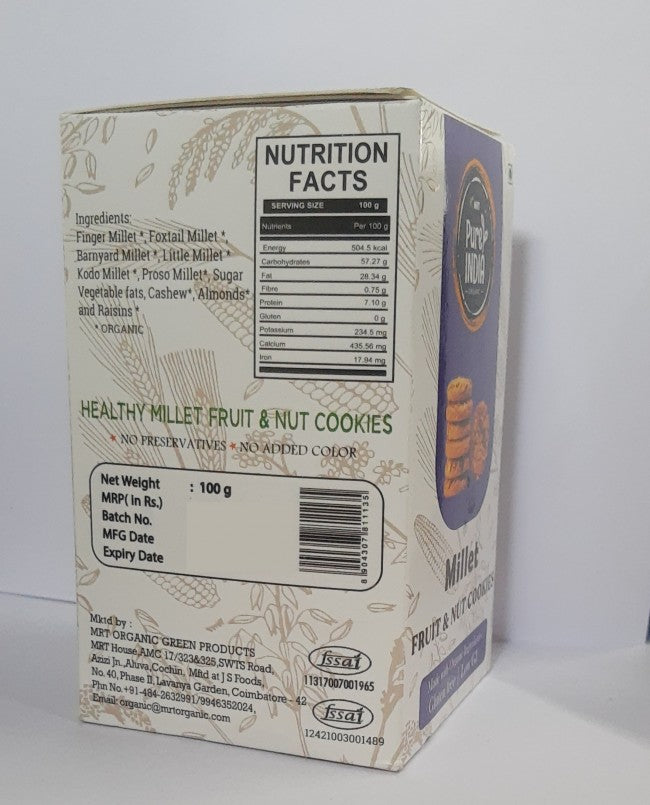 Ingredients:
Finger Millet *, Foxtail Millet *,
Barnyard Millet *, Little Millet *
Kodo Millet *, Proso Millet*, Sugar
Vegetable fats, Cashew*, Almonds*
and Raisins *
* ORGANIC
NUTRITION
FACTS
SERVING SIZE 100 g
Nutrients Per 100 g
Energy 504.5 kcal
Carbohydrates 57.27 g
Fat 28.34 g
Fibre 0.75 g
Protein 7.10 g
Gluten 0 g
Potassium 234.5 mg
Calcium 435.56 mg
Iron 17.94 mg
HEALTHY MILLET FRUIT & NUT COOKIES
* NO PRESERVATIVES * NO ADDED COLOR
Net Weight : 100 g
MRP( in Rs.)
Batch No.
MFG Date
Expiry Date
8 904307 811135
Mktd by :
MRT ORGANIC GREEN PRODUCTS
MRT House,AMC 17/323&325,SWTS Road,
Azizi Jn.,Aluva,Cochin, Mftd at J S Foods,
No. 40, Phase II, Lavanya Garden, Coimbatore - 42
Phn No.+91-484-2632991/9946352024,
Email: organic@mrtorganic.com
fssai
11317007001965
fssai
12421003001489
Pure
INDIA
Millet
FRUIT & NUT COOKIES